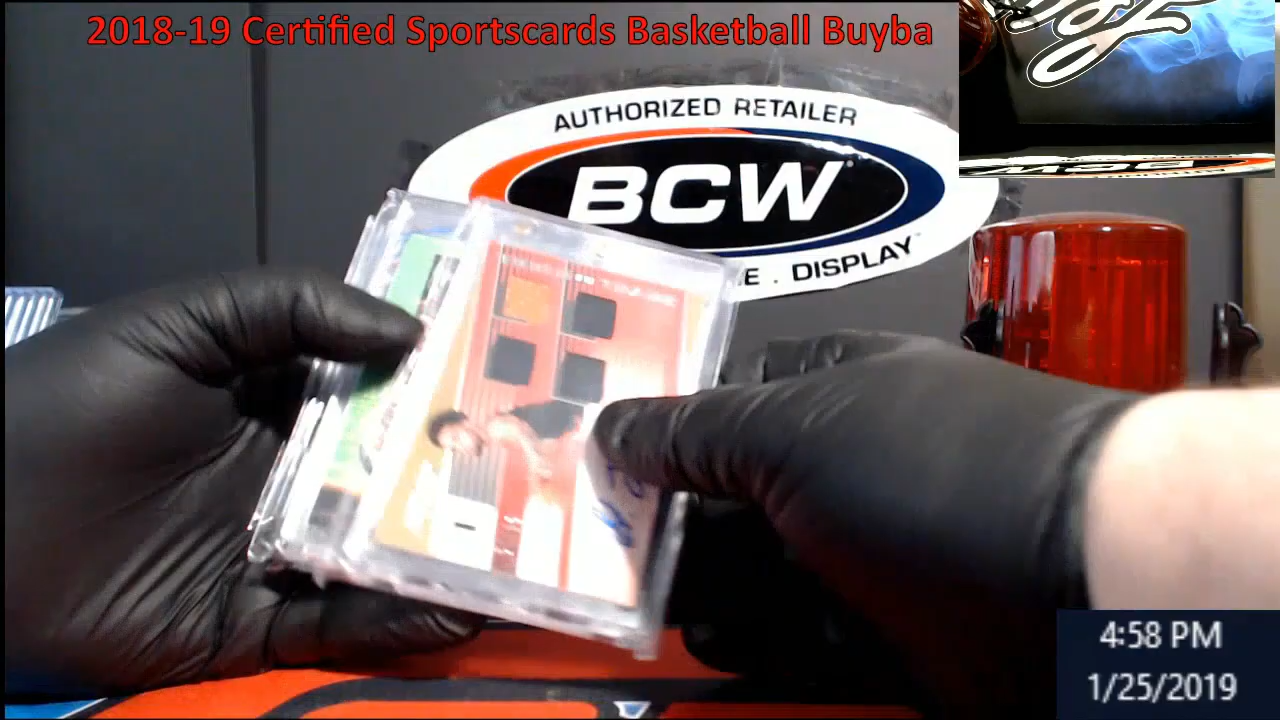 2018-19 Certified Sportscards Basketball Buyba
AUTHORIZED RETAILER
BCW
E . DISPLAY
4:58 PM
1/25/2019